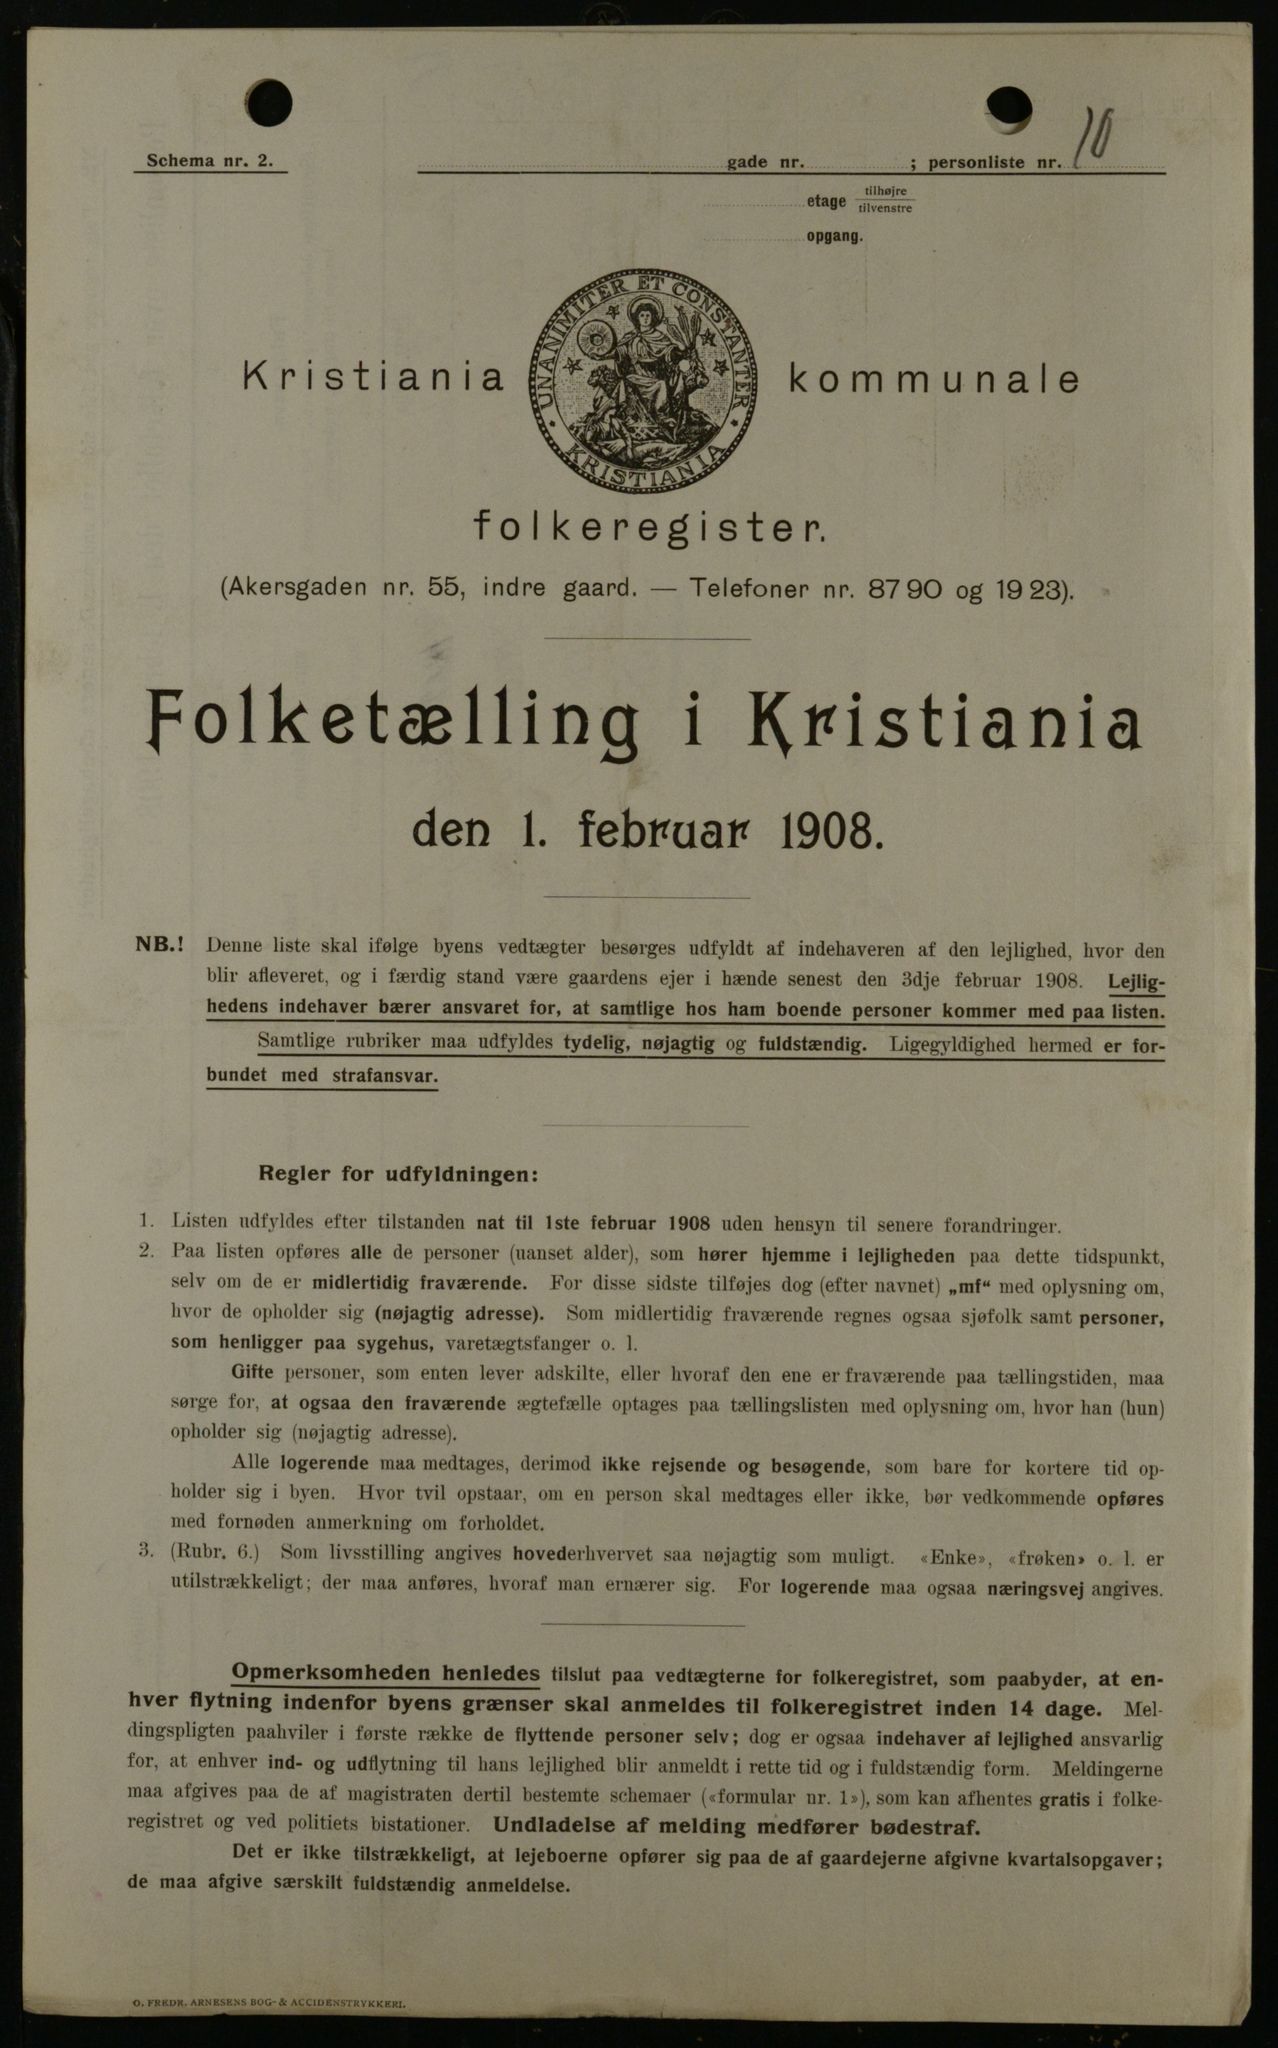 Schema nr. 2.
gade nr. ; personliste nr. 10
etage tilhøjre
tilvenstre
opgang.
UNANIMITER ET CONSTANTER
KRISTIANIA
Kristiania kommunale
folkeregister.
(Akersgaden nr. 55, indre gaard. — Telefoner nr. 87 90 og 19 23).
Folketælling i Kristiania
den 1. februar 1908.
NB.! Denne liste skal ifølge byens vedtægter besørges udfyldt af indehaveren af den lejlighed, hvor den
blir afleveret, og i færdig stand være gaardens ejer i hænde senest den 3dje februar 1908. Lejlig-
hedens indehaver bærer ansvaret for, at samtlige hos ham boende personer kommer med paa listen.
Samtlige rubriker maa udfyldes tydelig, nøjagtig og fuldstændig. Ligegyldighed hermed er for-
bundet med strafansvar.
Regler for udfyldningen:
1. Listen udfyldes efter tilstanden nat til 1ste februar 1908 uden hensyn til senere forandringer.
2. Paa listen opføres alle de personer (uanset alder), som hører hjemme i lejligheden paa dette tidspunkt,
selv om de er midlertidig fraværende. For disse sidste tilføjes dog (efter navnet) „mf“ med oplysning om,
hvor de opholder sig (nøjagtig adresse). Som midlertidig fraværende regnes ogsaa sjøfolk samt personer,
som henligger paa sygehus, varetægtsfanger o. l.
Gifte personer, som enten lever adskilte, eller hvoraf den ene er fraværende paa tællingstiden, maa
sørge for, at ogsaa den fraværende ægtefælle optages paa tællingslisten med oplysning om, hvor han (hun)
opholder sig (nøjagtig adresse).
Alle logerende maa medtages, derimod ikke rejsende og besøgende, som bare for kortere tid op-
holder sig i byen. Hvor tvil opstaar, om en person skal medtages eller ikke, bør vedkommende opføres
med fornøden anmerkning om forholdet.
3. (Rubr. 6.) Som livsstilling angives hovederhvervet saa nøjagtig som muligt. «Enke», «frøken» o. l. er
utilstrækkeligt; der maa anføres, hvoraf man ernærer sig. For logerende maa ogsaa næringsvej angives.
Opmerksomheden henledes tilslut paa vedtægterne for folkeregistret, som paabyder, at en-
hver flytning indenfor byens grænser skal anmeldes til folkeregistret inden 14 dage. Mel-
dingspligten paahviler i første række de flyttende personer selv; dog er ogsaa indehaver af lejlighed ansvarlig
for, at enhver ind- og udflytning til hans lejlighed blir anmeldt i rette tid og i fuldstændig form. Meldingerne
maa afgives paa de af magistraten dertil bestemte schemaer («formular nr. 1»), som kan afhentes gratis i folke-
registret og ved politiets bistationer. Undladelse af melding medfører bødestraf.
Det er ikke tilstrækkeligt, at lejeboerne opfører sig paa de af gaardejerne afgivne kvartalsopgaver;
de maa afgive særskilt fuldstændig anmeldelse.
O. FREDR. ARNESENS BOG- & ACCIDENSTRYKKERI.